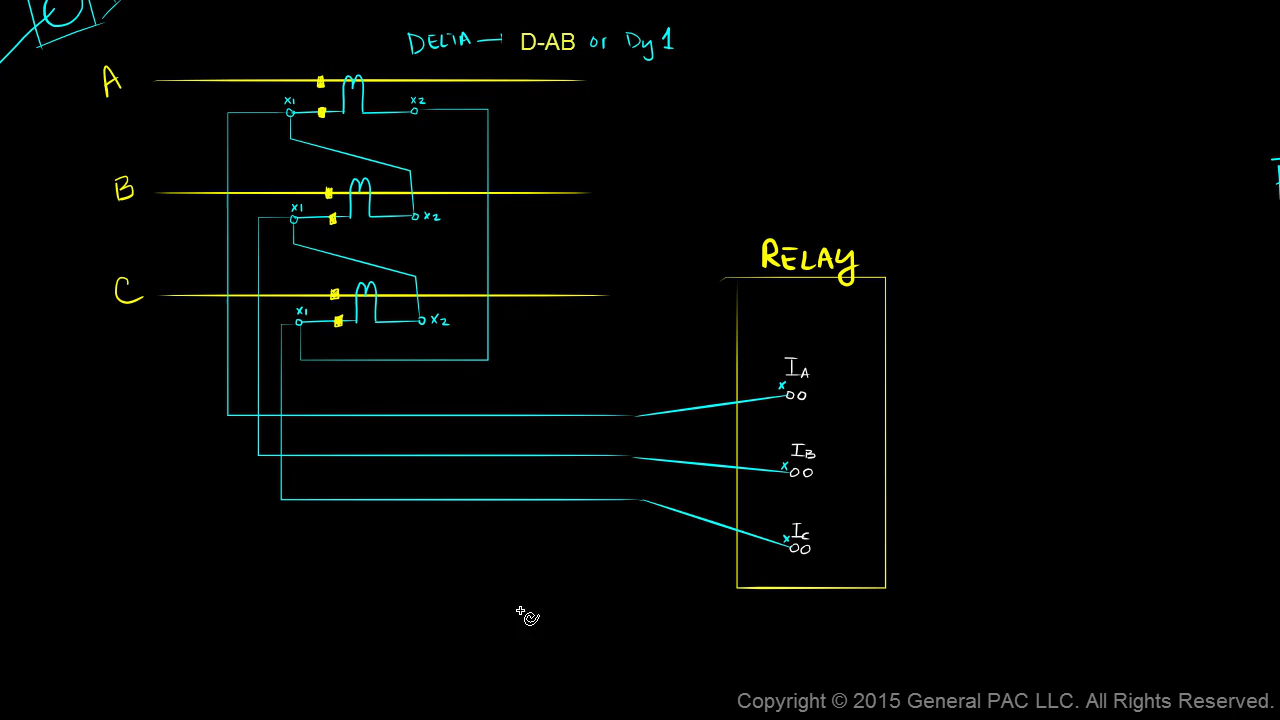 DELTA — D-AB or Dy1
A
X1 X2
B
X1 X2
C
X1 X2
RELAY
IA
x
IB
x
IC
x
Copyright © 2015 General PAC LLC. All Rights Reserved.